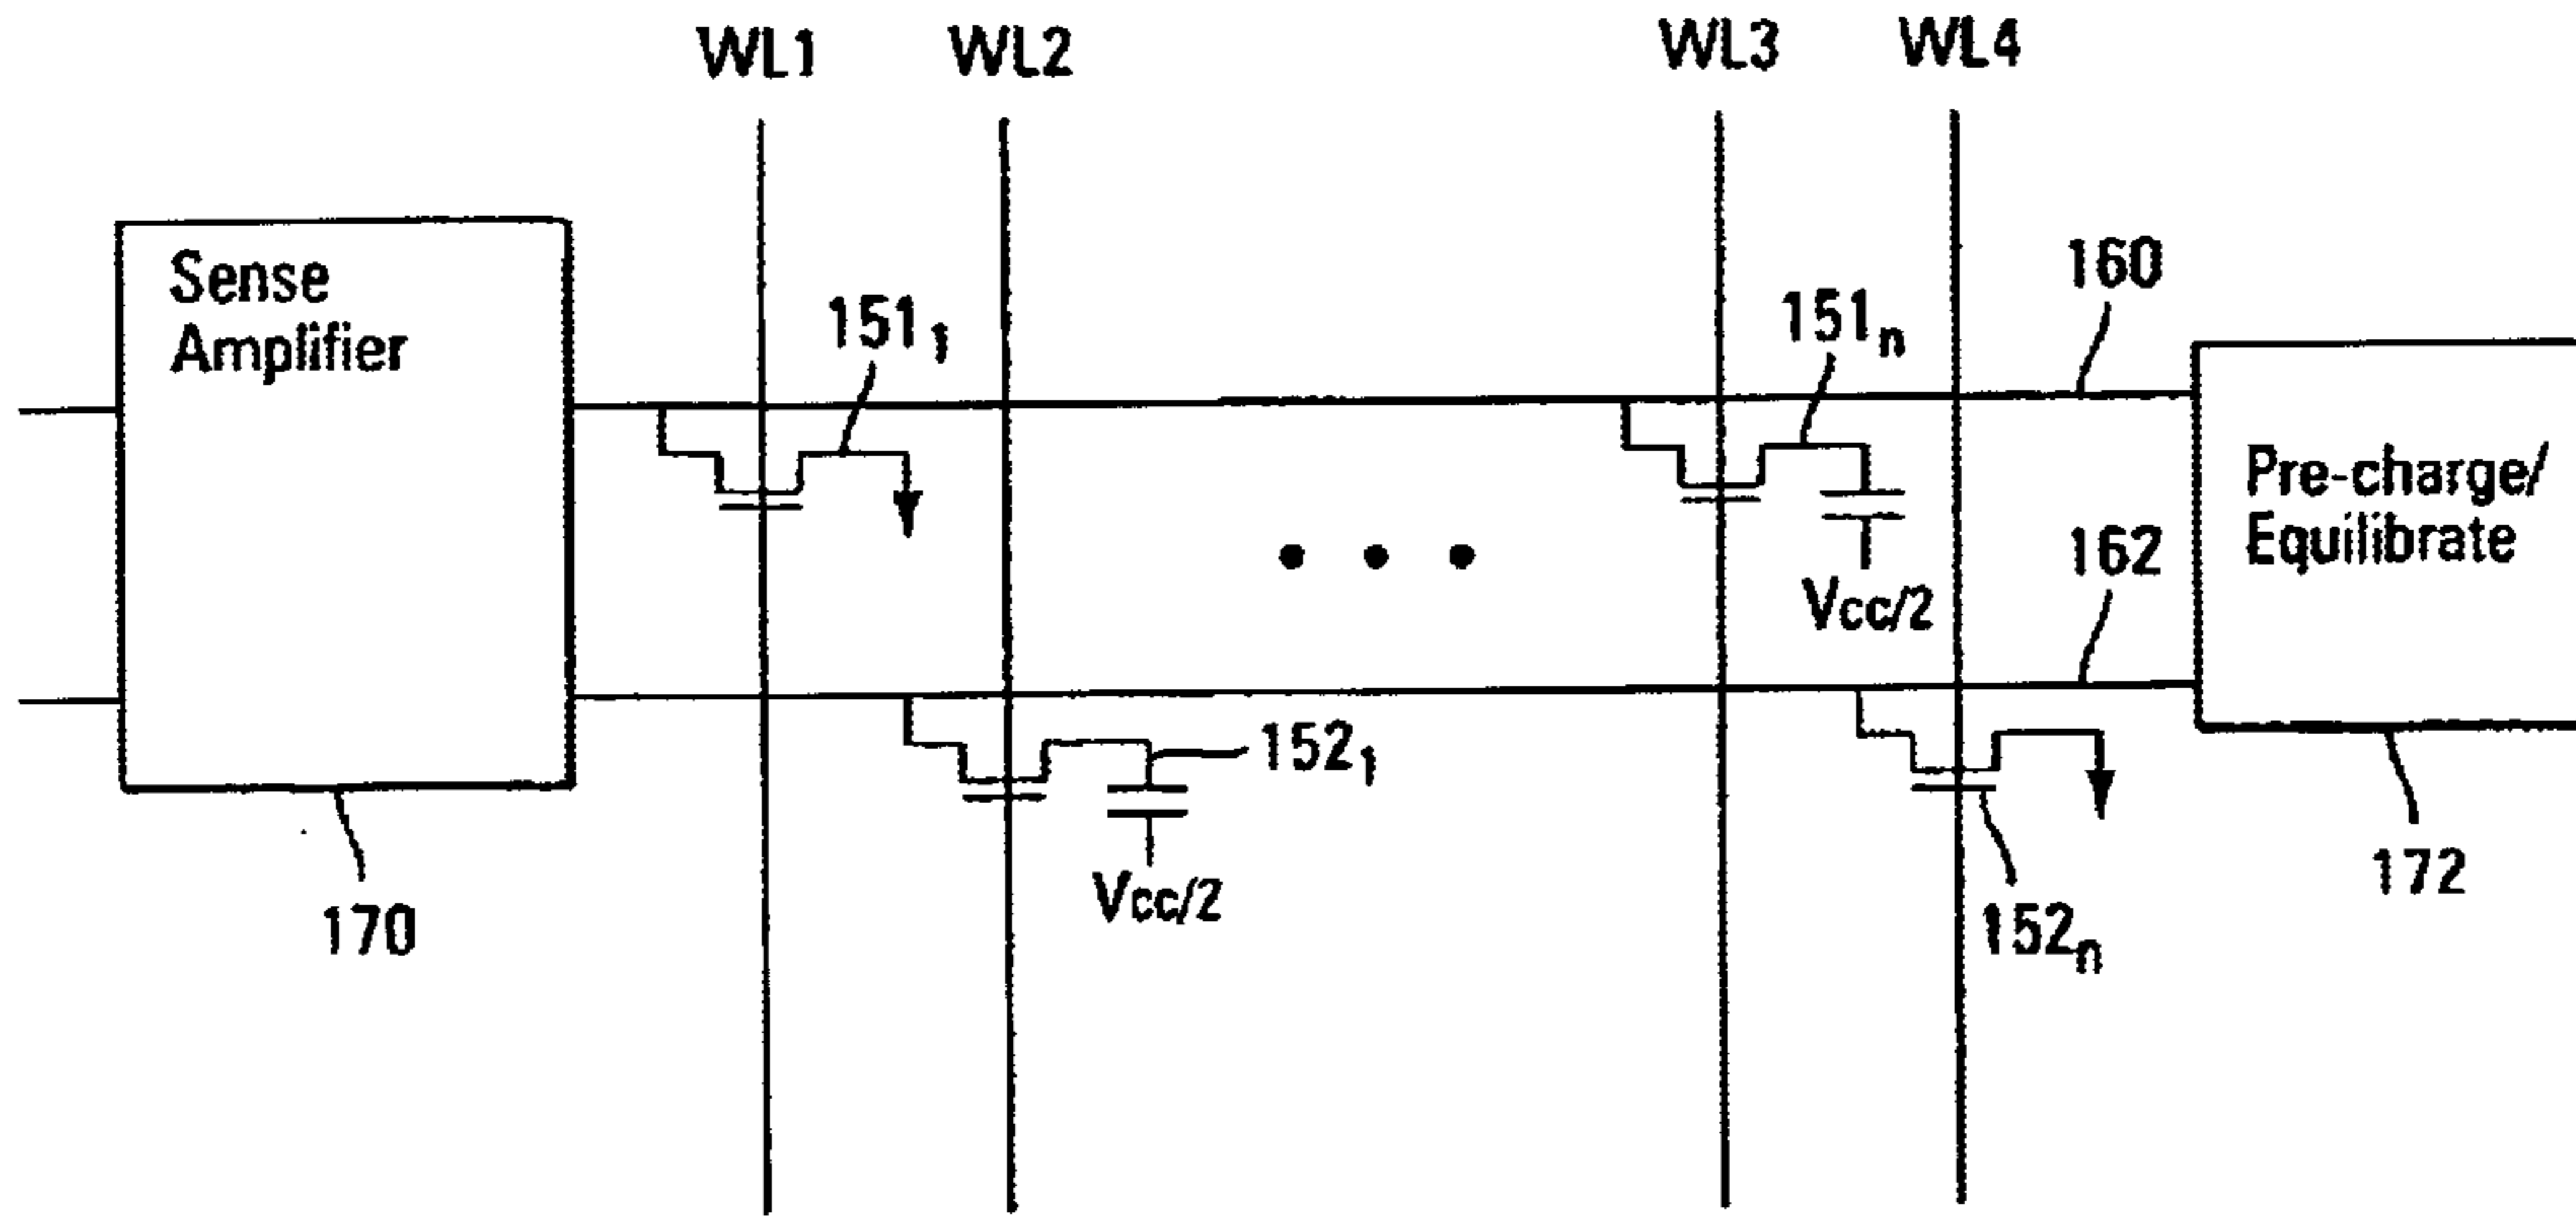 WL1 WL2 WL3 WL4
Sense
Amplifier
151₁
151ₙ
160
Pre-charge/
Equilibrate
162
Vcc/2
152₁
Vcc/2
170
152ₙ
172